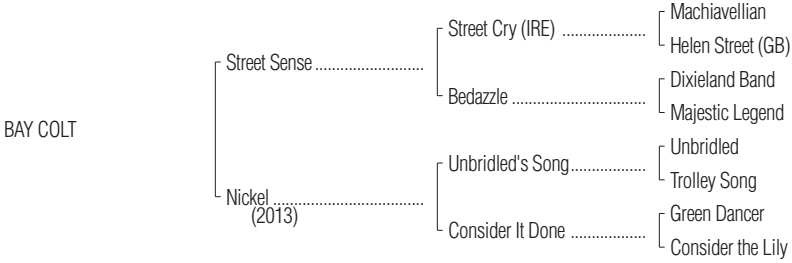 Machiavellian
Street Cry (IRE) ....................
Helen Street (GB)
Street Sense ..........................
Dixieland Band
Bedazzle ................................
Majestic Legend
BAY COLT
Unbridled
Unbridled's Song..................
Trolley Song
Nickel ....................................
(2013)
Green Dancer
Consider It Done ..................
Consider the Lily